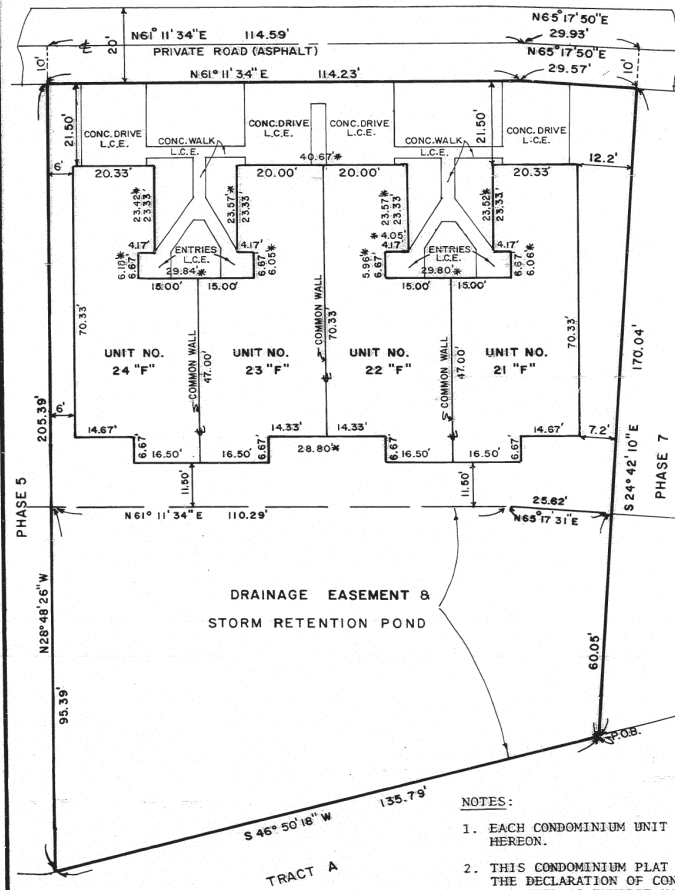 N65°17'50"E
29.93'
N61° 11' 34"E 114.59'
PRIVATE ROAD (ASPHALT)
20'
10'
N65°17'50"E
29.57'
10'
N61° 11' 34"E 114.23'
21.50'
CONC. DRIVE
L.C.E.
CONC. WALK
L.C.E.
CONC. DRIVE
L.C.E.
CONC. DRIVE
L.C.E.
21.50'
CONC. DRIVE
L.C.E.
6'
40.67'*
12.2'
20.33'
20.00'
20.00'
20.33'
23.42'*
23.33'
23.57'*
23.33'
23.57'*
23.33'
23.33'
4.17'
4.17'
* 4.05'
4.17'
ENTRIES
L.C.E.
ENTRIES
L.C.E.
6.67'
6.67'
6.05'*
5.96'*
6.67'
6.67'
6.06'*
29.84'*
29.80'*
15.00'
15.00'
15.00'
15.00'
70.33'
COMMON WALL
47.00'
COMMON WALL
70.33'
COMMON WALL
47.00'
70.33'
170.04'
UNIT NO.
24 "F"
UNIT NO.
23 "F"
UNIT NO.
22 "F"
UNIT NO.
21 "F"
205.39'
6'
14.67'
14.33'
14.33'
14.67'
7.2'
6.67'
16.50'
16.50'
6.67'
28.80'*
6.67'
16.50'
16.50'
6.67'
S 24° 42' 10" E
PHASE 7
PHASE 5
11.50'
11.50'
N61° 11' 34"E 110.29'
25.62'
N65°17'31"E
DRAINAGE EASEMENT &
STORM RETENTION POND
N28°48'26"W
95.39'
60.05'
P.O.B.
S 46° 50' 18" W 135.79'
TRACT A
NOTES:
1. EACH CONDOMINIUM UNIT
HEREON.
2. THIS CONDOMINIUM PLAT
THE DECLARATION OF CON